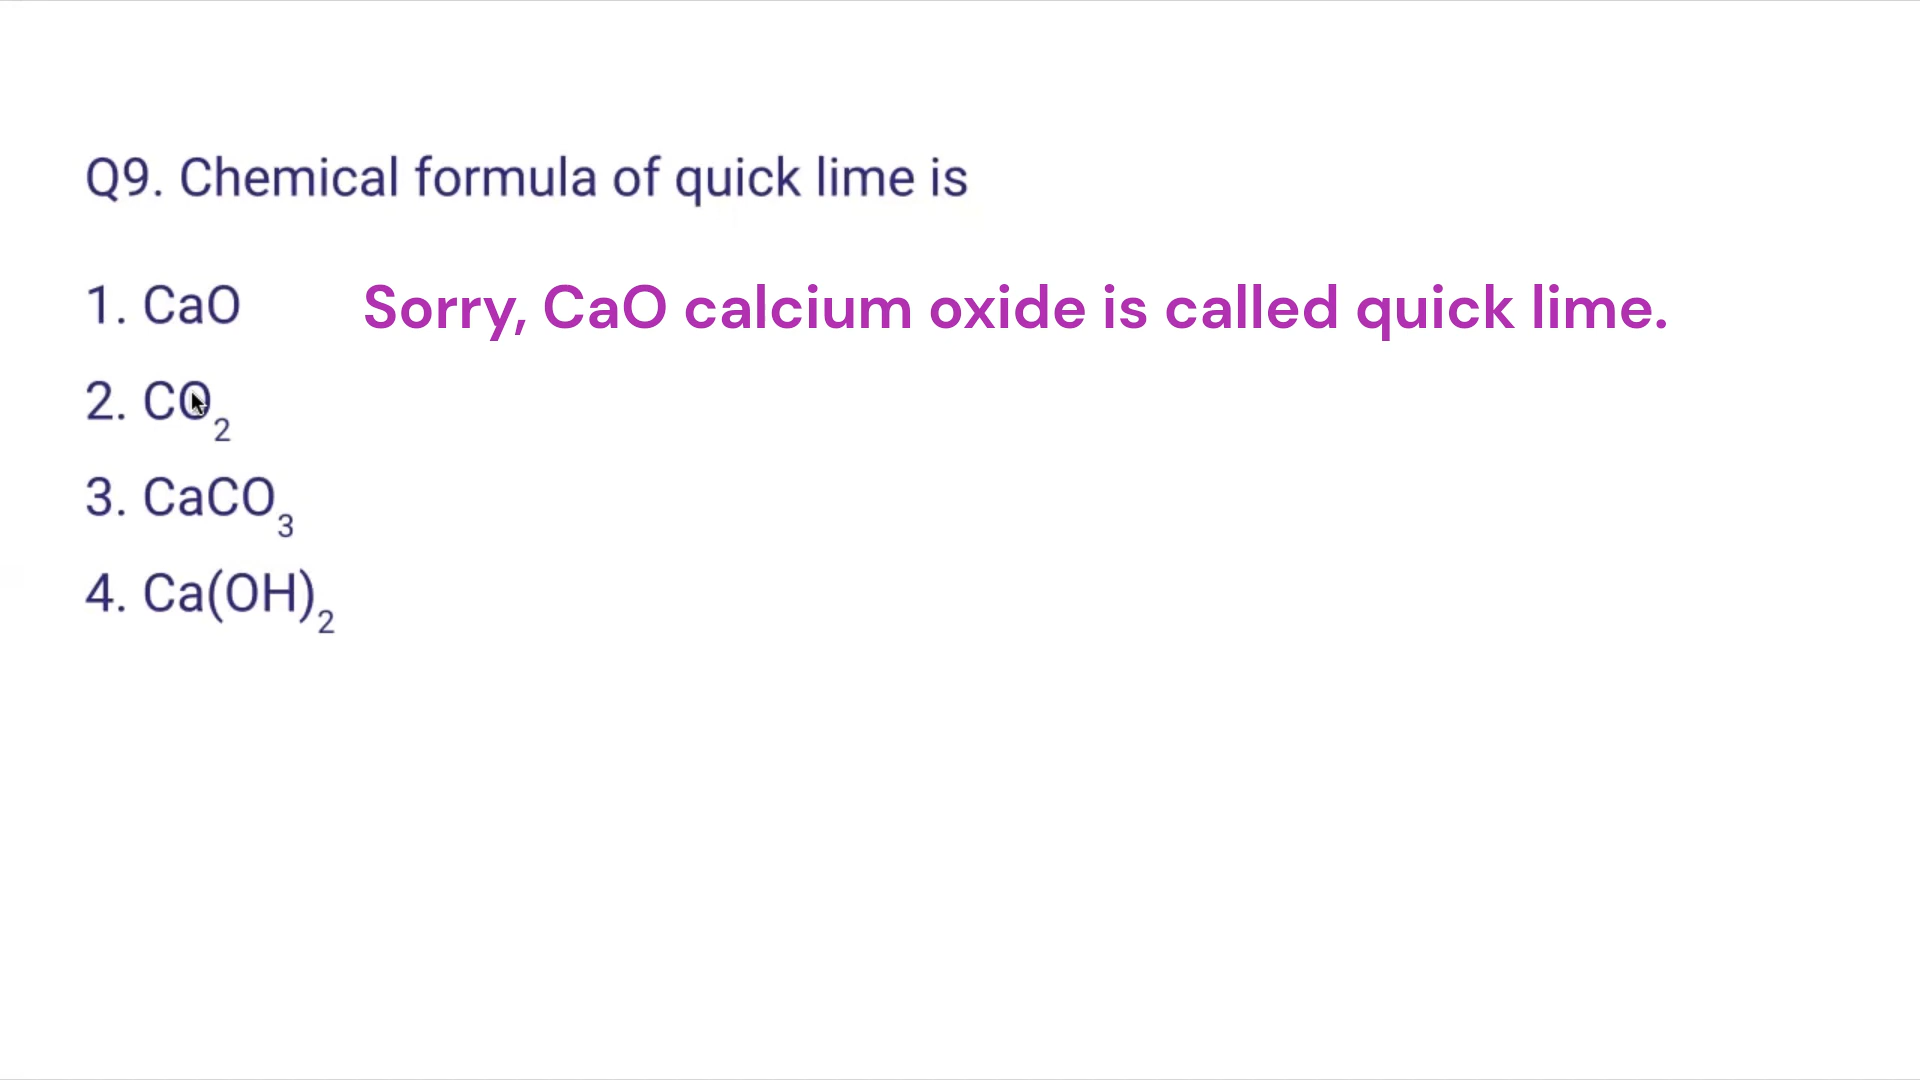 Q9. Chemical formula of quick lime is
1. CaO Sorry, CaO calcium oxide is called quick lime.
2. CO₂
3. CaCO₃
4. Ca(OH)₂